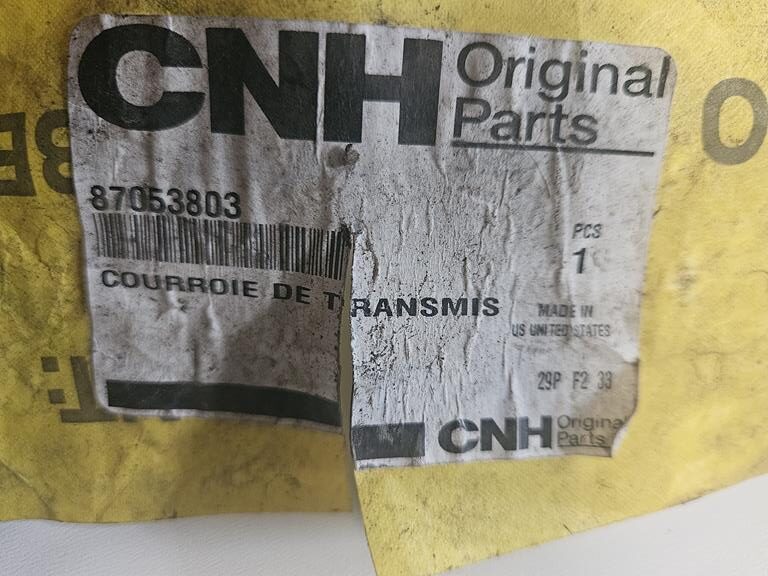 CNH Original
Parts
87053803
PCS
1
COURROIE DE TRANSMIS
MADE IN
US UNITED STATES
29P F2 33
CNH Original
Parts